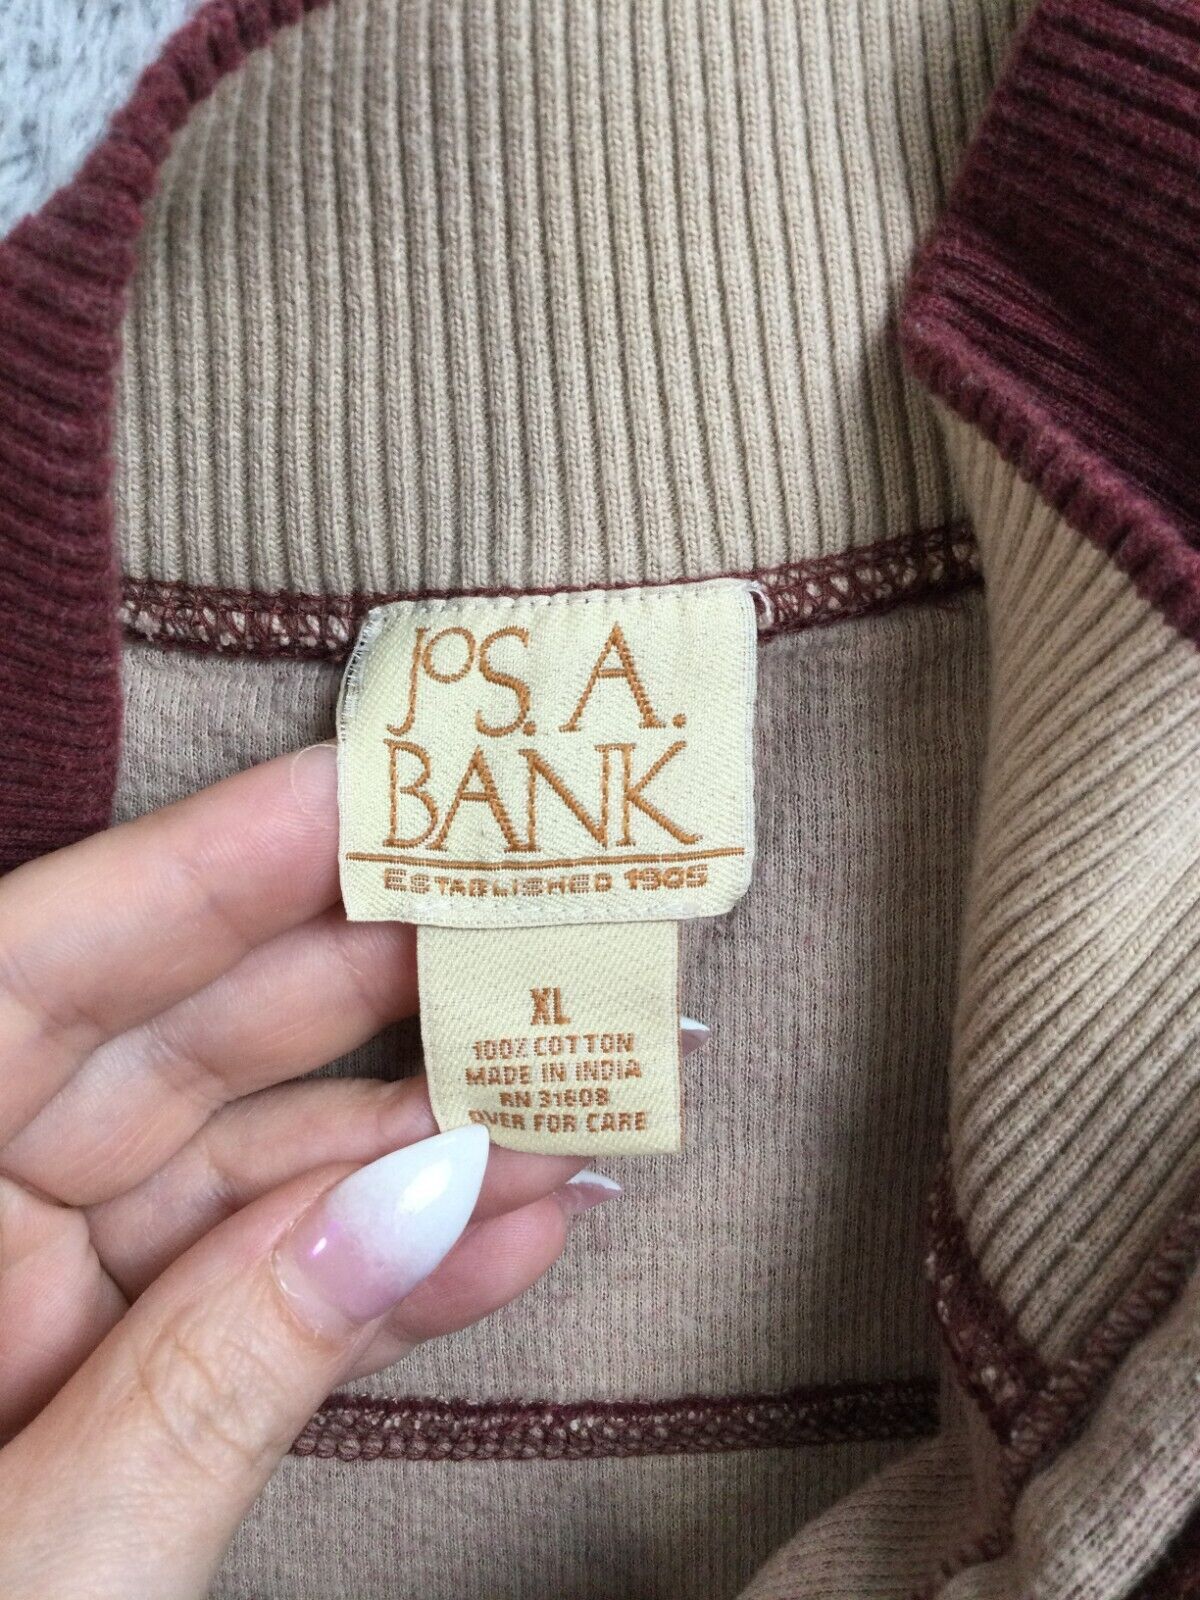 JOS. A.
BANK
ESTABLISHED 1905
XL
100% COTTON
MADE IN INDIA
RN 31608
OVER FOR CARE